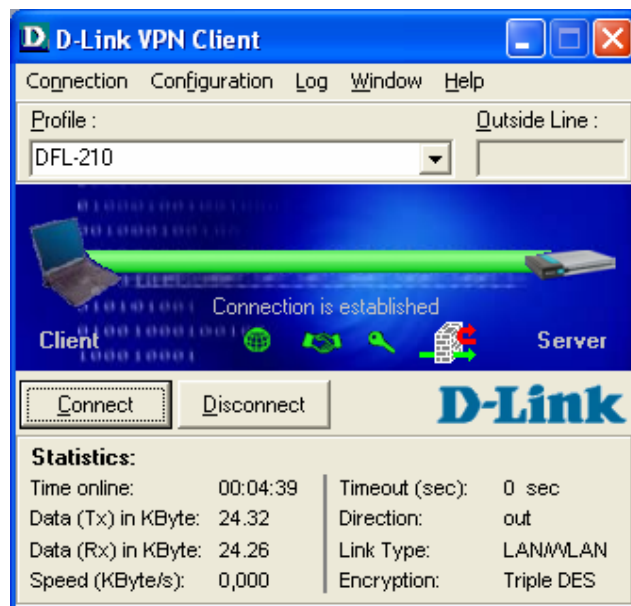 D-Link VPN Client
Connection Configuration Log Window Help
Profile : Outside Line :
DFL-210
Connection is established
Client Server
Connect Disconnect D-Link
Statistics:
Time online: 00:04:39 Timeout (sec): 0 sec
Data (Tx) in KByte: 24.32 Direction: out
Data (Rx) in KByte: 24.26 Link Type: LAN/WLAN
Speed (KByte/s): 0,000 Encryption: Triple DES